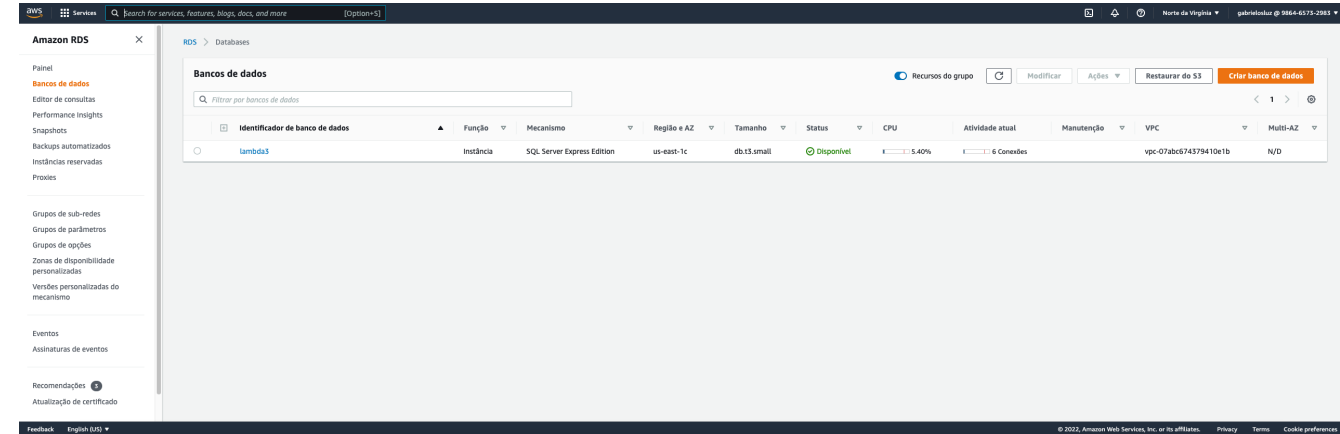 aws Services Search for services, features, blogs, docs, and more [Option+S] Norte da Virgínia gabrielosluz @ 9864-6573-2983
Amazon RDS
RDS > Databases
Painel
Bancos de dados
Editor de consultas
Performance Insights
Snapshots
Backups automatizados
Instâncias reservadas
Proxies
Grupos de sub-redes
Grupos de parâmetros
Grupos de opções
Zonas de disponibilidade
personalizadas
Versões personalizadas do
mecanismo
Eventos
Assinaturas de eventos
Recomendações 3
Atualização de certificado
Bancos de dados Recursos do grupo Modificar Ações Restaurar do S3 Criar banco de dados
Filtrar por bancos de dados < 1 >
Identificador de banco de dados Função Mecanismo Região e AZ Tamanho Status CPU Atividade atual Manutenção VPC Multi-AZ
lambda3 Instância SQL Server Express Edition us-east-1c db.t3.small Disponível 5.40% 6 Conexões vpc-07abc674379410e1b N/D
Feedback English (US) © 2022, Amazon Web Services, Inc. or its affiliates. Privacy Terms Cookie preferences